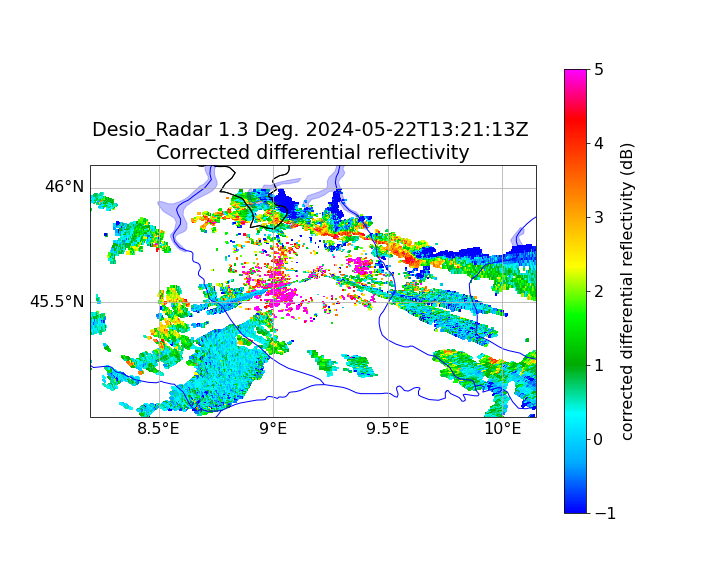 Desio_Radar 1.3 Deg. 2024-05-22T13:21:13Z
Corrected differential reflectivity
46°N
45.5°N
8.5°E
9°E
9.5°E
10°E
5
4
3
2
1
0
−1
corrected differential reflectivity (dB)